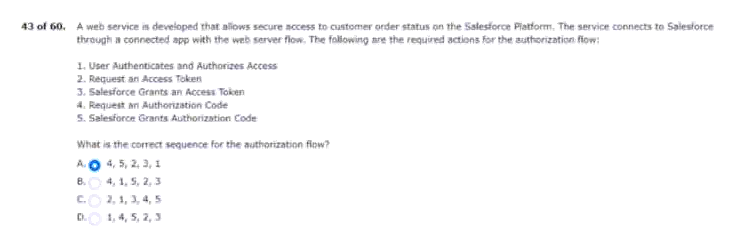 43 of 60. A web service is developed that allows secure access to customer order status on the Salesforce Platform. The service connects to Salesforce
through a connected app with the web server flow. The following are the required actions for the authorization flow:
1. User Authenticates and Authorizes Access
2. Request an Access Token
3. Salesforce Grants an Access Token
4. Request an Authorization Code
5. Salesforce Grants Authorization Code
What is the correct sequence for the authorization flow?
A. 4, 5, 2, 3, 1
B. 4, 1, 5, 2, 3
C. 2, 1, 3, 4, 5
D. 1, 4, 5, 2, 3